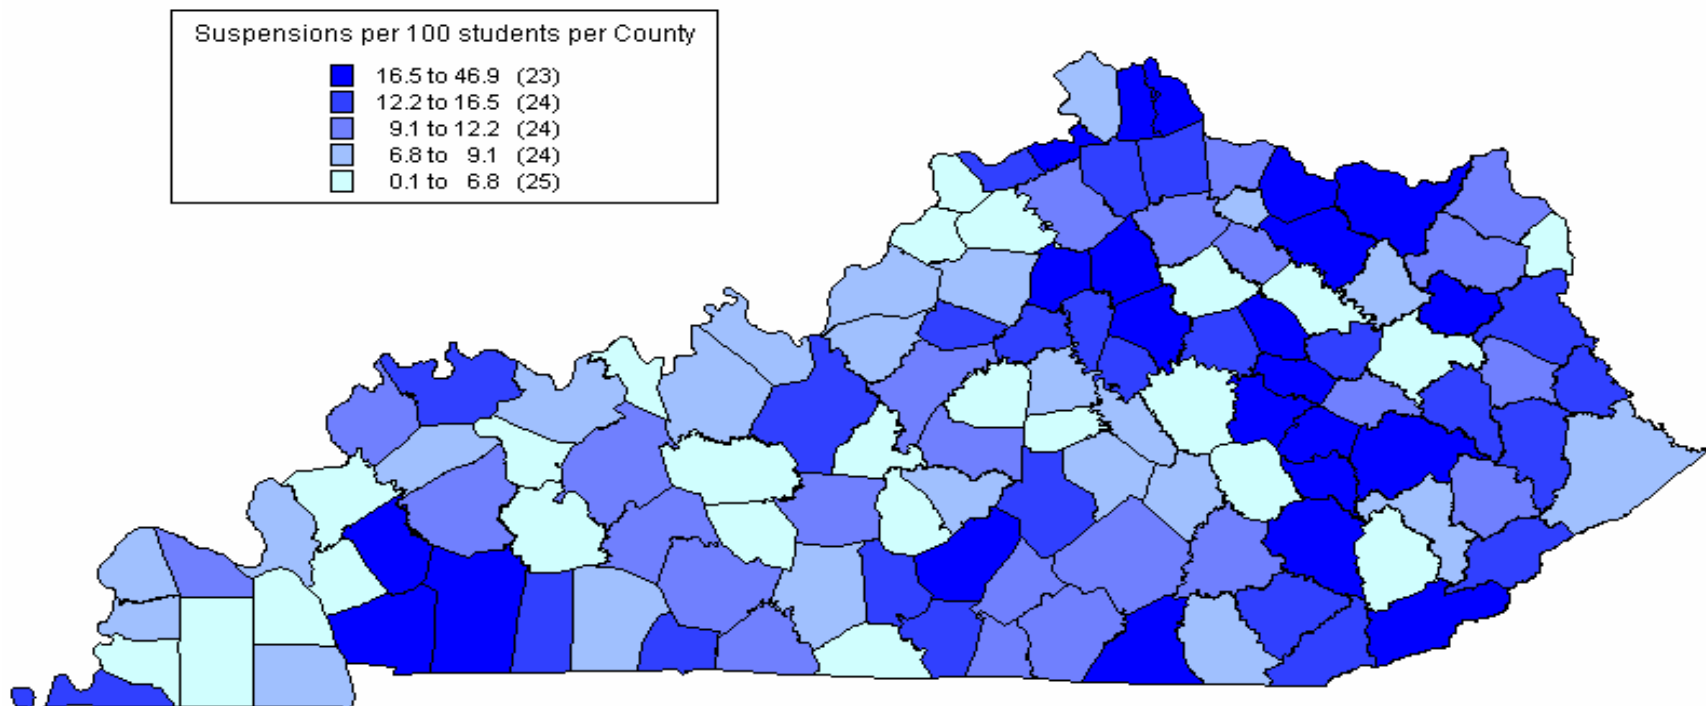 Suspensions per 100 students per County
16.5 to 46.9 (23)
12.2 to 16.5 (24)
9.1 to 12.2 (24)
6.8 to 9.1 (24)
0.1 to 6.8 (25)